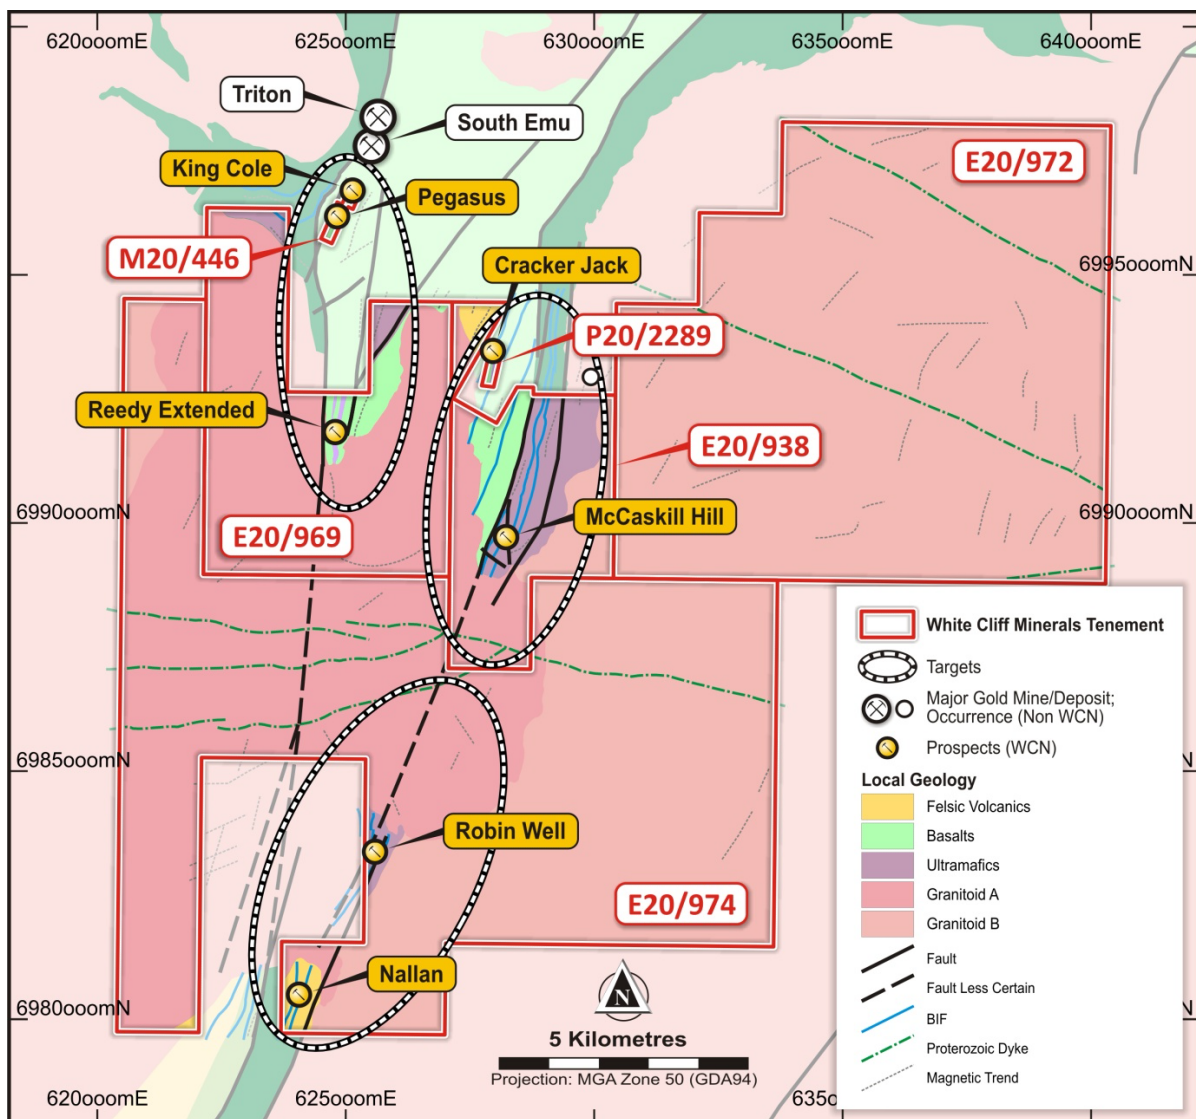 620000mE
625000mE
630000mE
635000mE
640000mE
Triton
South Emu
King Cole
Pegasus
M20/446
E20/972
6995000mN
Cracker Jack
P20/2289
Reedy Extended
E20/938
6990000mN
6990000mN
McCaskill Hill
E20/969
White Cliff Minerals Tenement
Targets
Major Gold Mine/Deposit;
Occurrence (Non WCN)
Prospects (WCN)
Local Geology
Felsic Volcanics
Basalts
Ultramafics
Granitoid A
Granitoid B
Fault
Fault Less Certain
BIF
Proterozoic Dyke
Magnetic Trend
6985000mN
N
Robin Well
E20/974
Nallan
6980000mN
N
N
5 Kilometres
Projection: MGA Zone 50 (GDA94)
620000mE
625000mE
6350
mE